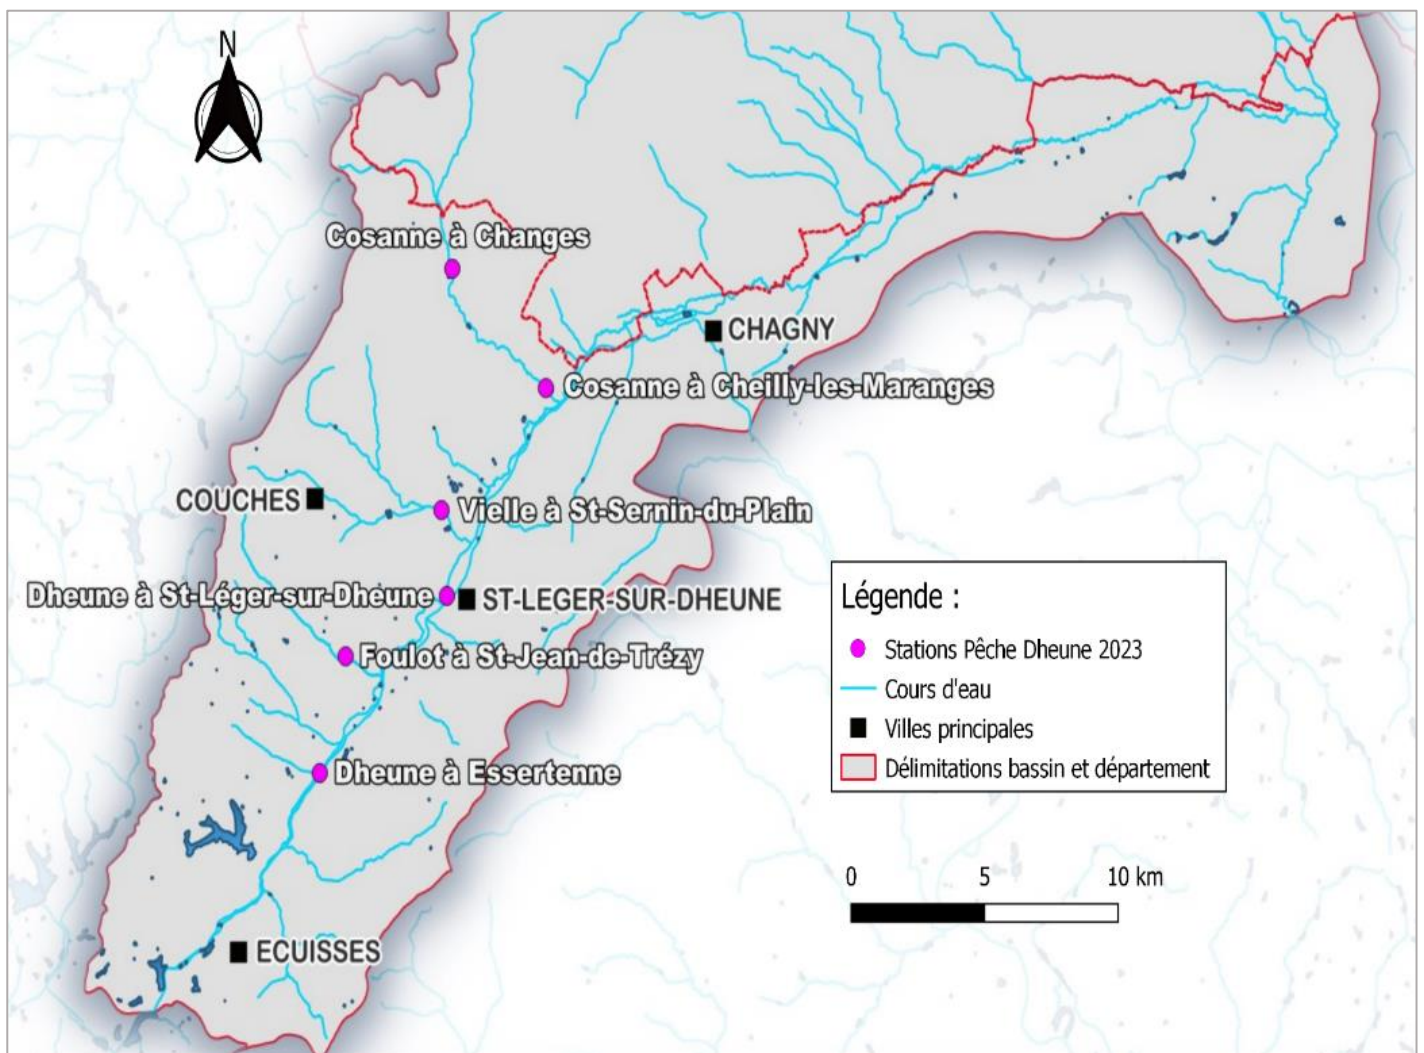 N
Cosanne à Changes
CHAGNY
Cosanne à Cheilly-les-Maranges
COUCHES
Vielle à St-Sernin-du-Plain
Dheune à St-Léger-sur-Dheune
ST-LEGER-SUR-DHEUNE
Foulot à St-Jean-de-Trézy
Dheune à Essertenne
ECUISSES
Légende :
Stations Pêche Dheune 2023
Cours d'eau
Villes principales
Délimitations bassin et département
0 5 10 km